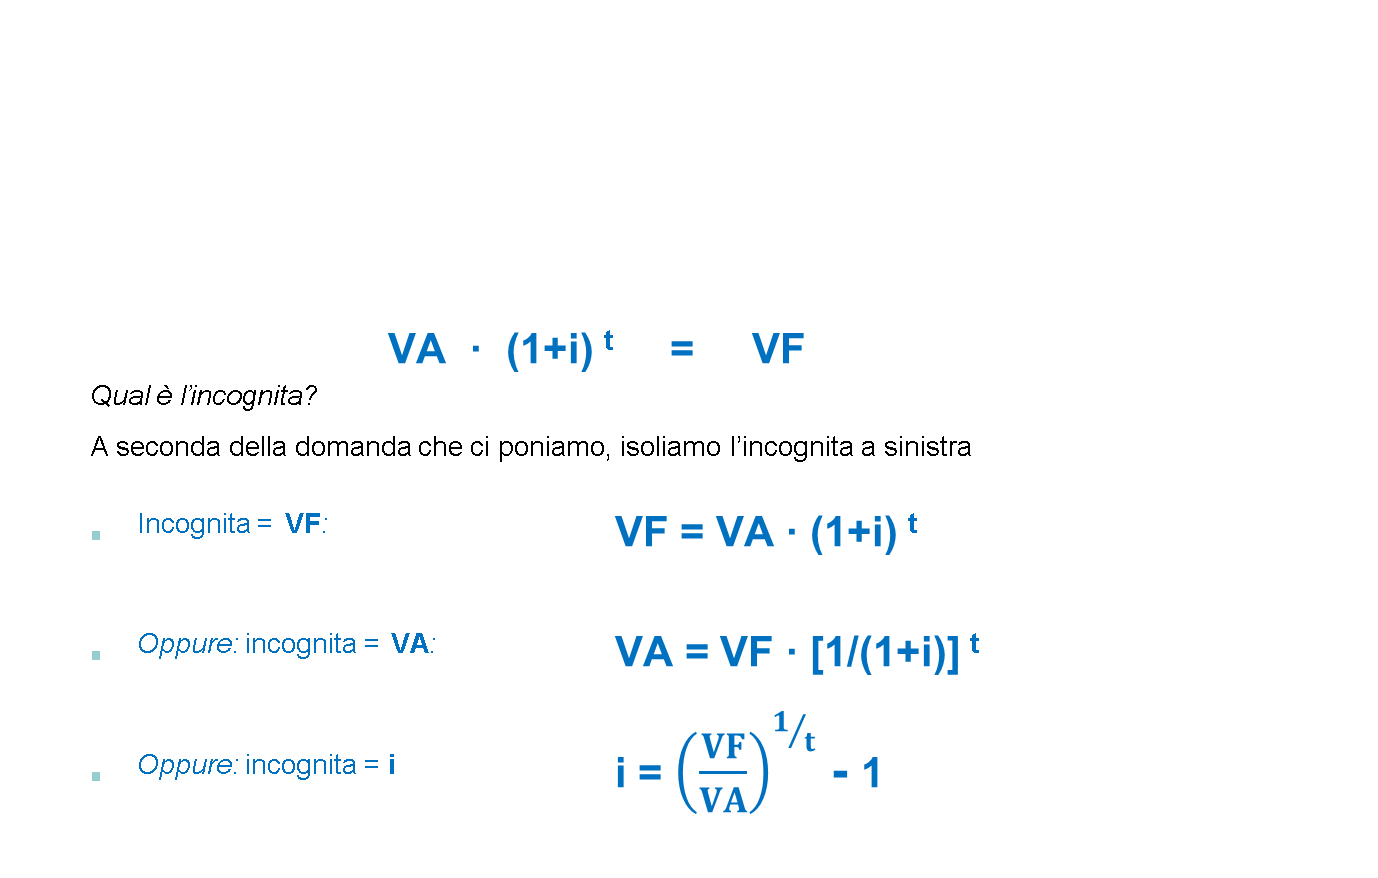 VA · (1+i) t = VF
Qual è l’incognita?
A seconda della domanda che ci poniamo, isoliamo l’incognita a sinistra
Incognita = VF:
VF = VA · (1+i) t
Oppure: incognita = VA:
VA = VF · [1/(1+i)] t
Oppure: incognita = i
i = (VF/VA)^1/t - 1